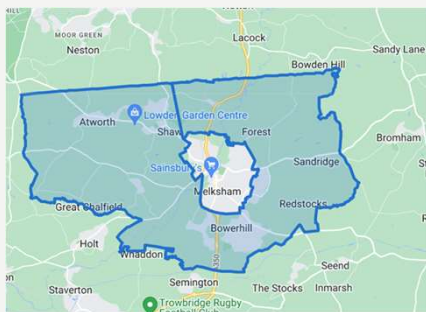 MOOR GREEN
Neston
Lacock
Sandy Lane
Bowden Hill
Atworth
Lowden Garden Centre
Shaw
Forest
Bromham
Sainsbury's
Sandridge
Melksham
Great Chalfield
Redstocks
Bowerhill
Holt
Whaddon
Seend
Semington
The Stocks
Inmarsh
Staverton
A350
Trowbridge Rugby
Football Club